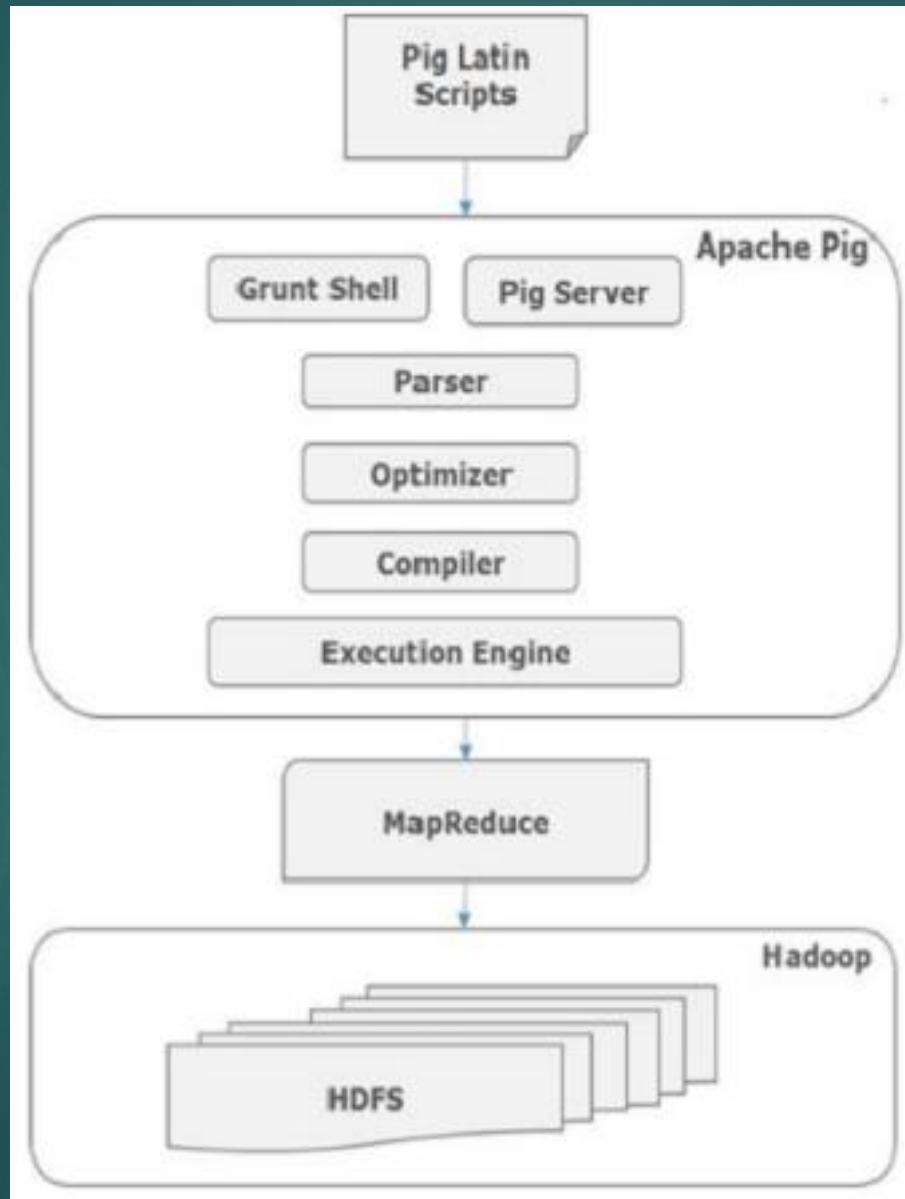 Pig Latin
Scripts
Apache Pig
Grunt Shell
Pig Server
Parser
Optimizer
Compiler
Execution Engine
MapReduce
Hadoop
HDFS